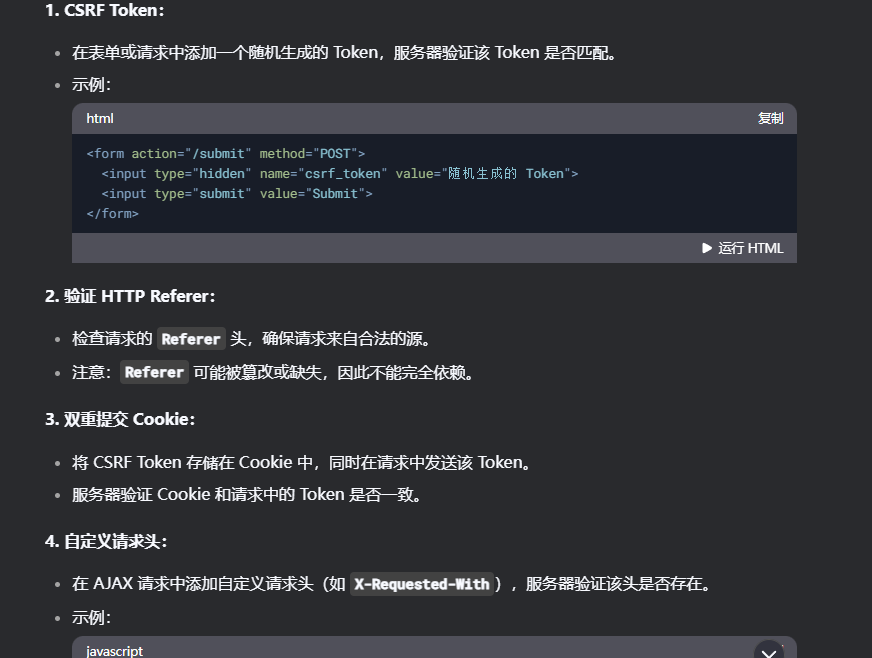 1. CSRF Token：
在表单或请求中添加一个随机生成的 Token，服务器验证该 Token 是否匹配。
示例：
html 复制
<form action="/submit" method="POST">
  <input type="hidden" name="csrf_token" value="随机生成的 Token">
  <input type="submit" value="Submit">
</form>
运行 HTML
2. 验证 HTTP Referer：
检查请求的 Referer 头，确保请求来自合法的源。
注意：Referer 可能被篡改或缺失，因此不能完全依赖。
3. 双重提交 Cookie：
将 CSRF Token 存储在 Cookie 中，同时在请求中发送该 Token。
服务器验证 Cookie 和请求中的 Token 是否一致。
4. 自定义请求头：
在 AJAX 请求中添加自定义请求头（如 X-Requested-With），服务器验证该头是否存在。
示例：
javascript